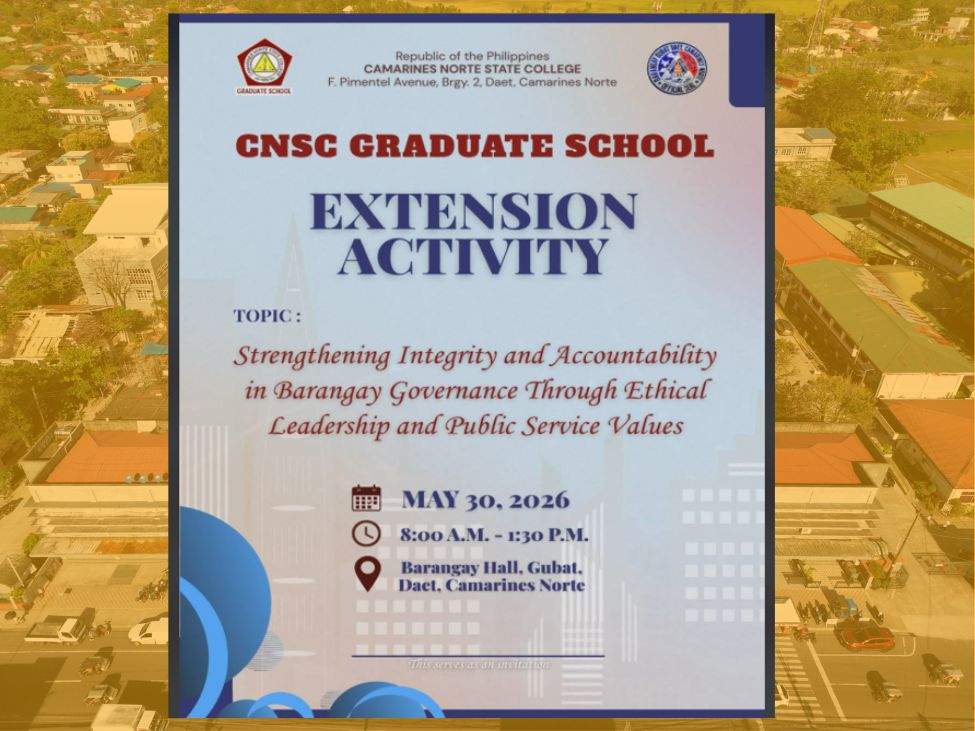 Republic of the Philippines
CAMARINES NORTE STATE COLLEGE
F. Pimentel Avenue, Brgy. 2, Daet, Camarines Norte
GRADUATE SCHOOL
CNSC GRADUATE SCHOOL
EXTENSION
ACTIVITY
TOPIC :
Strengthening Integrity and Accountability
in Barangay Governance Through Ethical
Leadership and Public Service Values
MAY 30, 2026
8:00 A.M. - 1:30 P.M.
Barangay Hall, Gubat,
Daet, Camarines Norte
This serves as an invitation